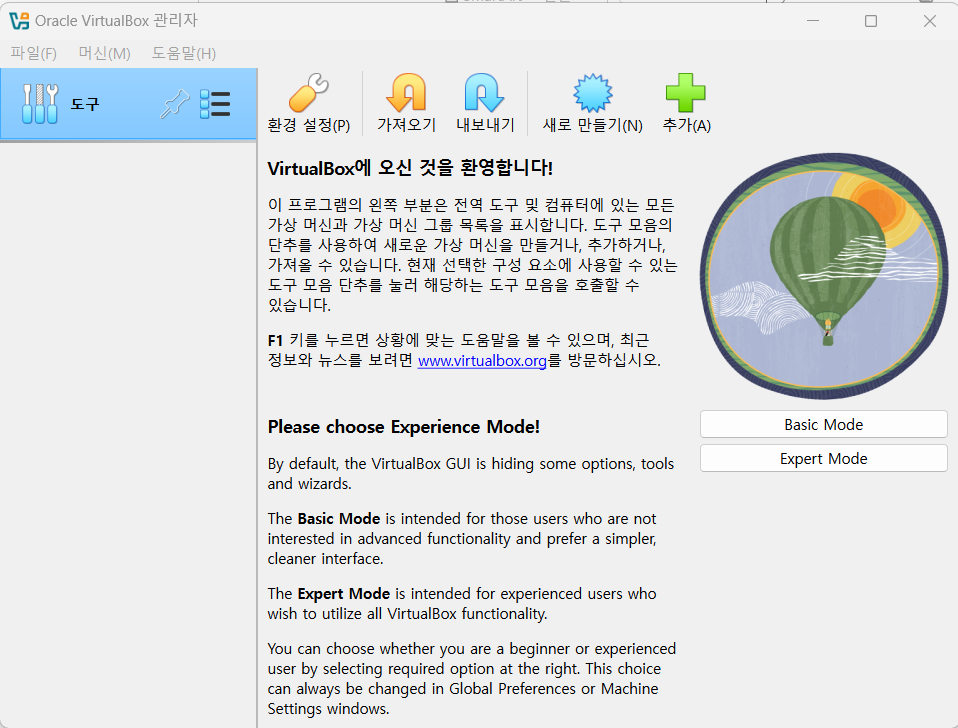 Oracle VirtualBox 관리자
파일(F) 머신(M) 도움말(H)
도구
환경 설정(P) 가져오기 내보내기 새로 만들기(N) 추가(A)
VirtualBox에 오신 것을 환영합니다!
이 프로그램의 왼쪽 부분은 전역 도구 및 컴퓨터에 있는 모든
가상 머신과 가상 머신 그룹 목록을 표시합니다. 도구 모음의
단추를 사용하여 새로운 가상 머신을 만들거나, 추가하거나,
가져올 수 있습니다. 현재 선택한 구성 요소에 사용할 수 있는
도구 모음 단추를 눌러 해당하는 도구 모음을 호출할 수
있습니다.
F1 키를 누르면 상황에 맞는 도움말을 볼 수 있으며, 최근
정보와 뉴스를 보려면 www.virtualbox.org를 방문하십시오.
Please choose Experience Mode!
By default, the VirtualBox GUI is hiding some options, tools
and wizards.
The Basic Mode is intended for those users who are not
interested in advanced functionality and prefer a simpler,
cleaner interface.
The Expert Mode is intended for experienced users who
wish to utilize all VirtualBox functionality.
You can choose whether you are a beginner or experienced
user by selecting required option at the right. This choice
can always be changed in Global Preferences or Machine
Settings windows.
Basic Mode
Expert Mode